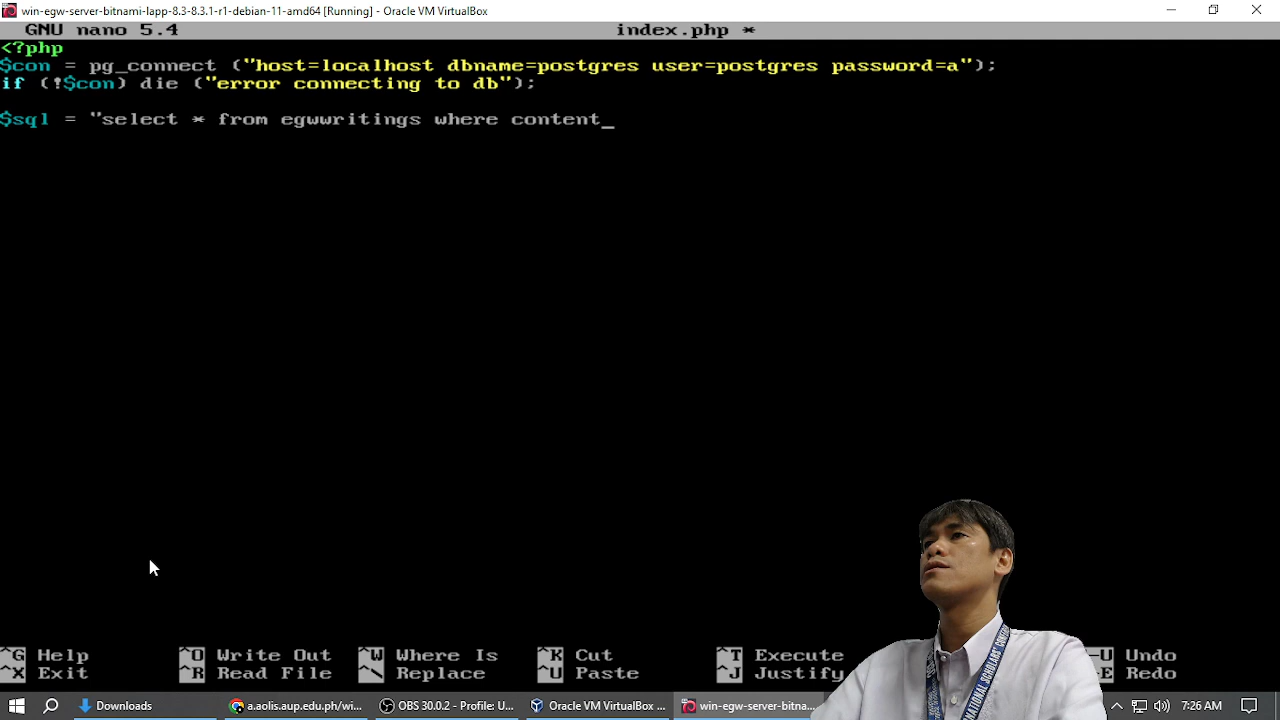 win-egw-server-bitnami-lapp-8.3-8.3.1-r1-debian-11-amd64 [Running] - Oracle VM VirtualBox
GNU nano 5.4 index.php *
<?php
$con = pg_connect ("host=localhost dbname=postgres user=postgres password=a");
if (!$con) die ("error connecting to db");
$sql = "select * from egwwritings where content_
^G Help ^O Write Out ^W Where Is ^K Cut ^T Execute -U Undo
^X Exit ^R Read File ^\ Replace ^U Paste ^J Justify -E Redo
NATIONAL SCHOLARS'
Downloads auolis.aup.edu.ph/wi... OBS 30.0.2 - Profile: U... Oracle VM VirtualBox ... win-egw-server-bitna... 7:26 AM